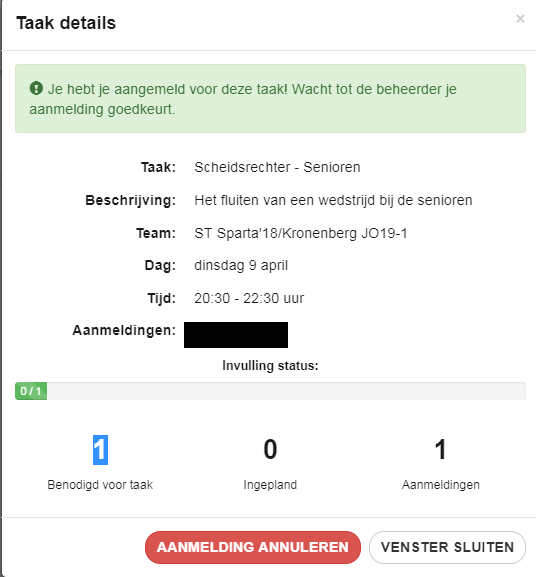 Taak details
×
Je hebt je aangemeld voor deze taak! Wacht tot de beheerder je
aanmelding goedkeurt.
Taak: Scheidsrechter - Senioren
Beschrijving: Het fluiten van een wedstrijd bij de senioren
Team: ST Sparta'18/Kronenberg JO19-1
Dag: dinsdag 9 april
Tijd: 20:30 - 22:30 uur
Aanmeldingen:
Invulling status:
0 / 1
1 0 1
Benodigd voor taak Ingepland Aanmeldingen
AANMELDING ANNULEREN VENSTER SLUITEN